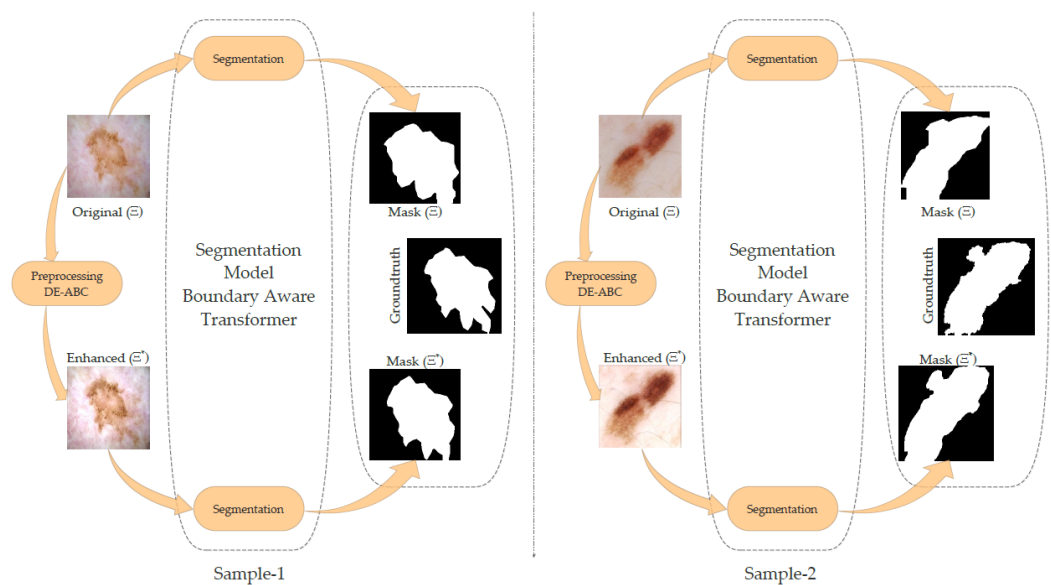 Segmentation
Original (Ξ)
Preprocessing
DE-ABC
Enhanced (Ξ*)
Segmentation
Model
Boundary Aware
Transformer
Mask (Ξ)
Groundtruth
Mask (Ξ*)
Segmentation
Sample-1
Segmentation
Original (Ξ)
Preprocessing
DE-ABC
Enhanced (Ξ*)
Segmentation
Model
Boundary Aware
Transformer
Mask (Ξ)
Groundtruth
Mask (Ξ*)
Segmentation
Sample-2